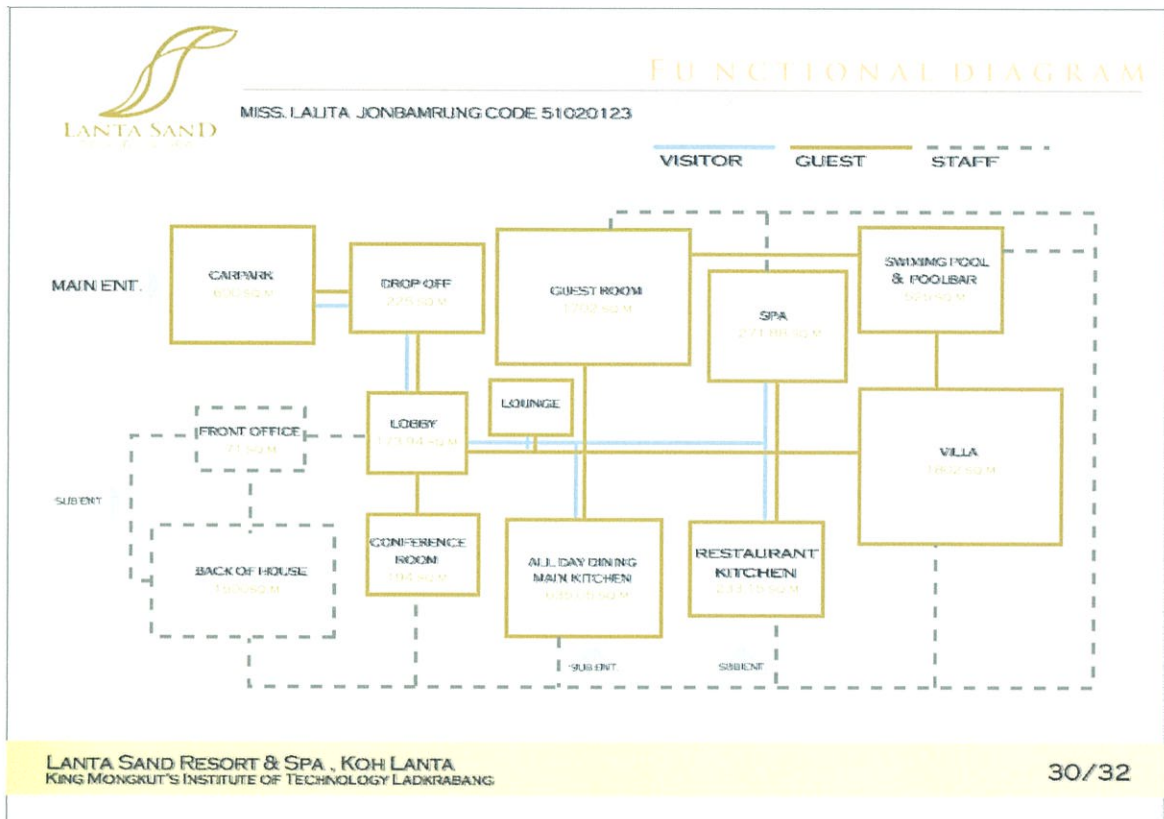 FUNCTIONAL DIAGRAM
LANTA SAND
MISS. LALITA JONBAMRUNG CODE 51020123
VISITOR GUEST STAFF
MAIN ENT.
CARPARK
DROP OFF
225 SQ.M
GUEST ROOM
SPA
SWIMING POOL
& POOLBAR
LOUNGE
LOBBY
FRONT OFFICE
VILLA
SUB ENT
CONFERENCE
ROOM
ALL DAY DINING
MAIN KITCHEN
RESTAURANT
KITCHEN
BACK OF HOUSE
SUB ENT.
SUB ENT
LANTA SAND RESORT & SPA , KOH LANTA
KING MONGKUT'S INSTITUTE OF TECHNOLOGY LADKRABANG
30/32